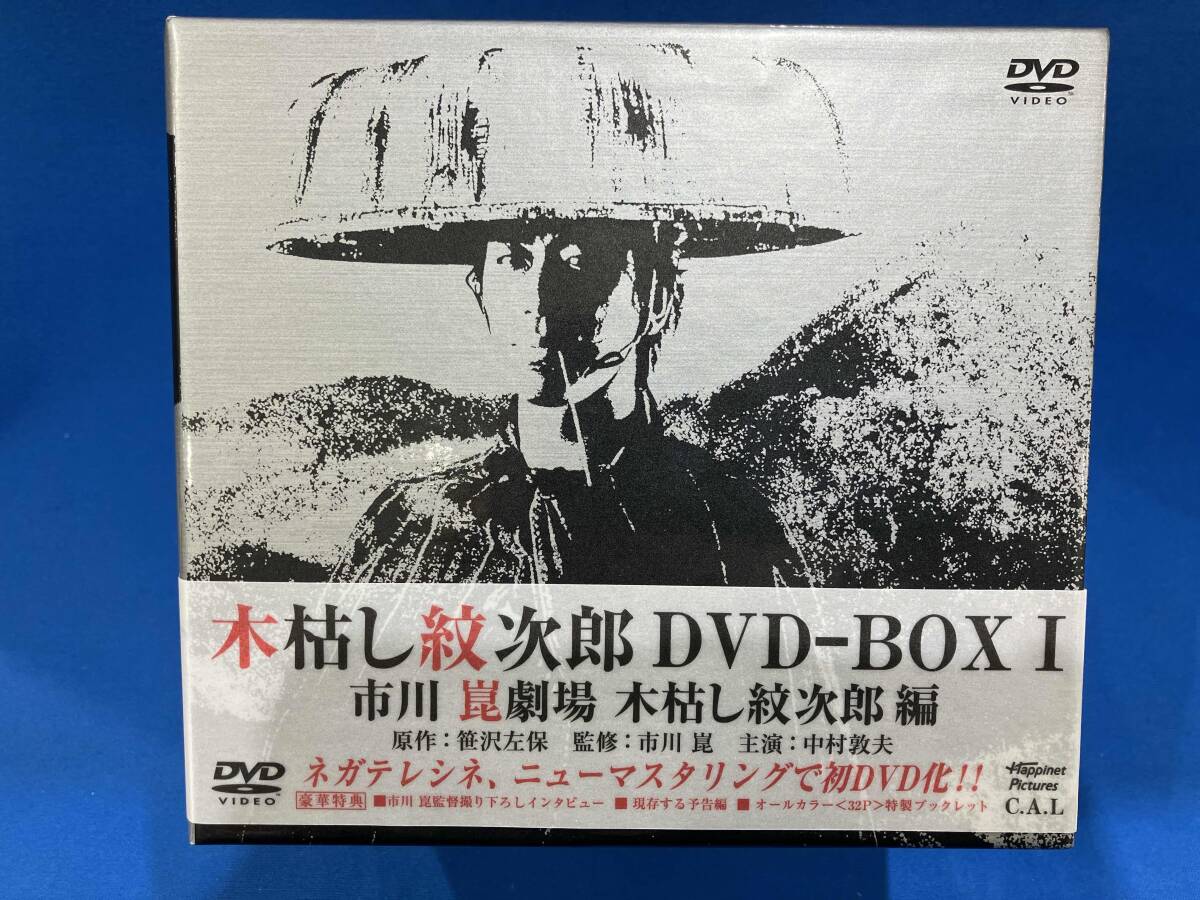 DVD
VIDEO
木枯し紋次郎 DVD-BOX I
市川 崑劇場 木枯し紋次郎 編
原作:笹沢左保 監修:市川 崑 主演:中村敦夫
DVD
VIDEO
ネガテレシネ、ニューマスタリングで初DVD化!!
豪華特典 ■市川 崑監督撮り下ろしインタビュー ■現存する予告編 ■オールカラー<32P>特製ブックレット
Happinet
Pictures
C.A.L